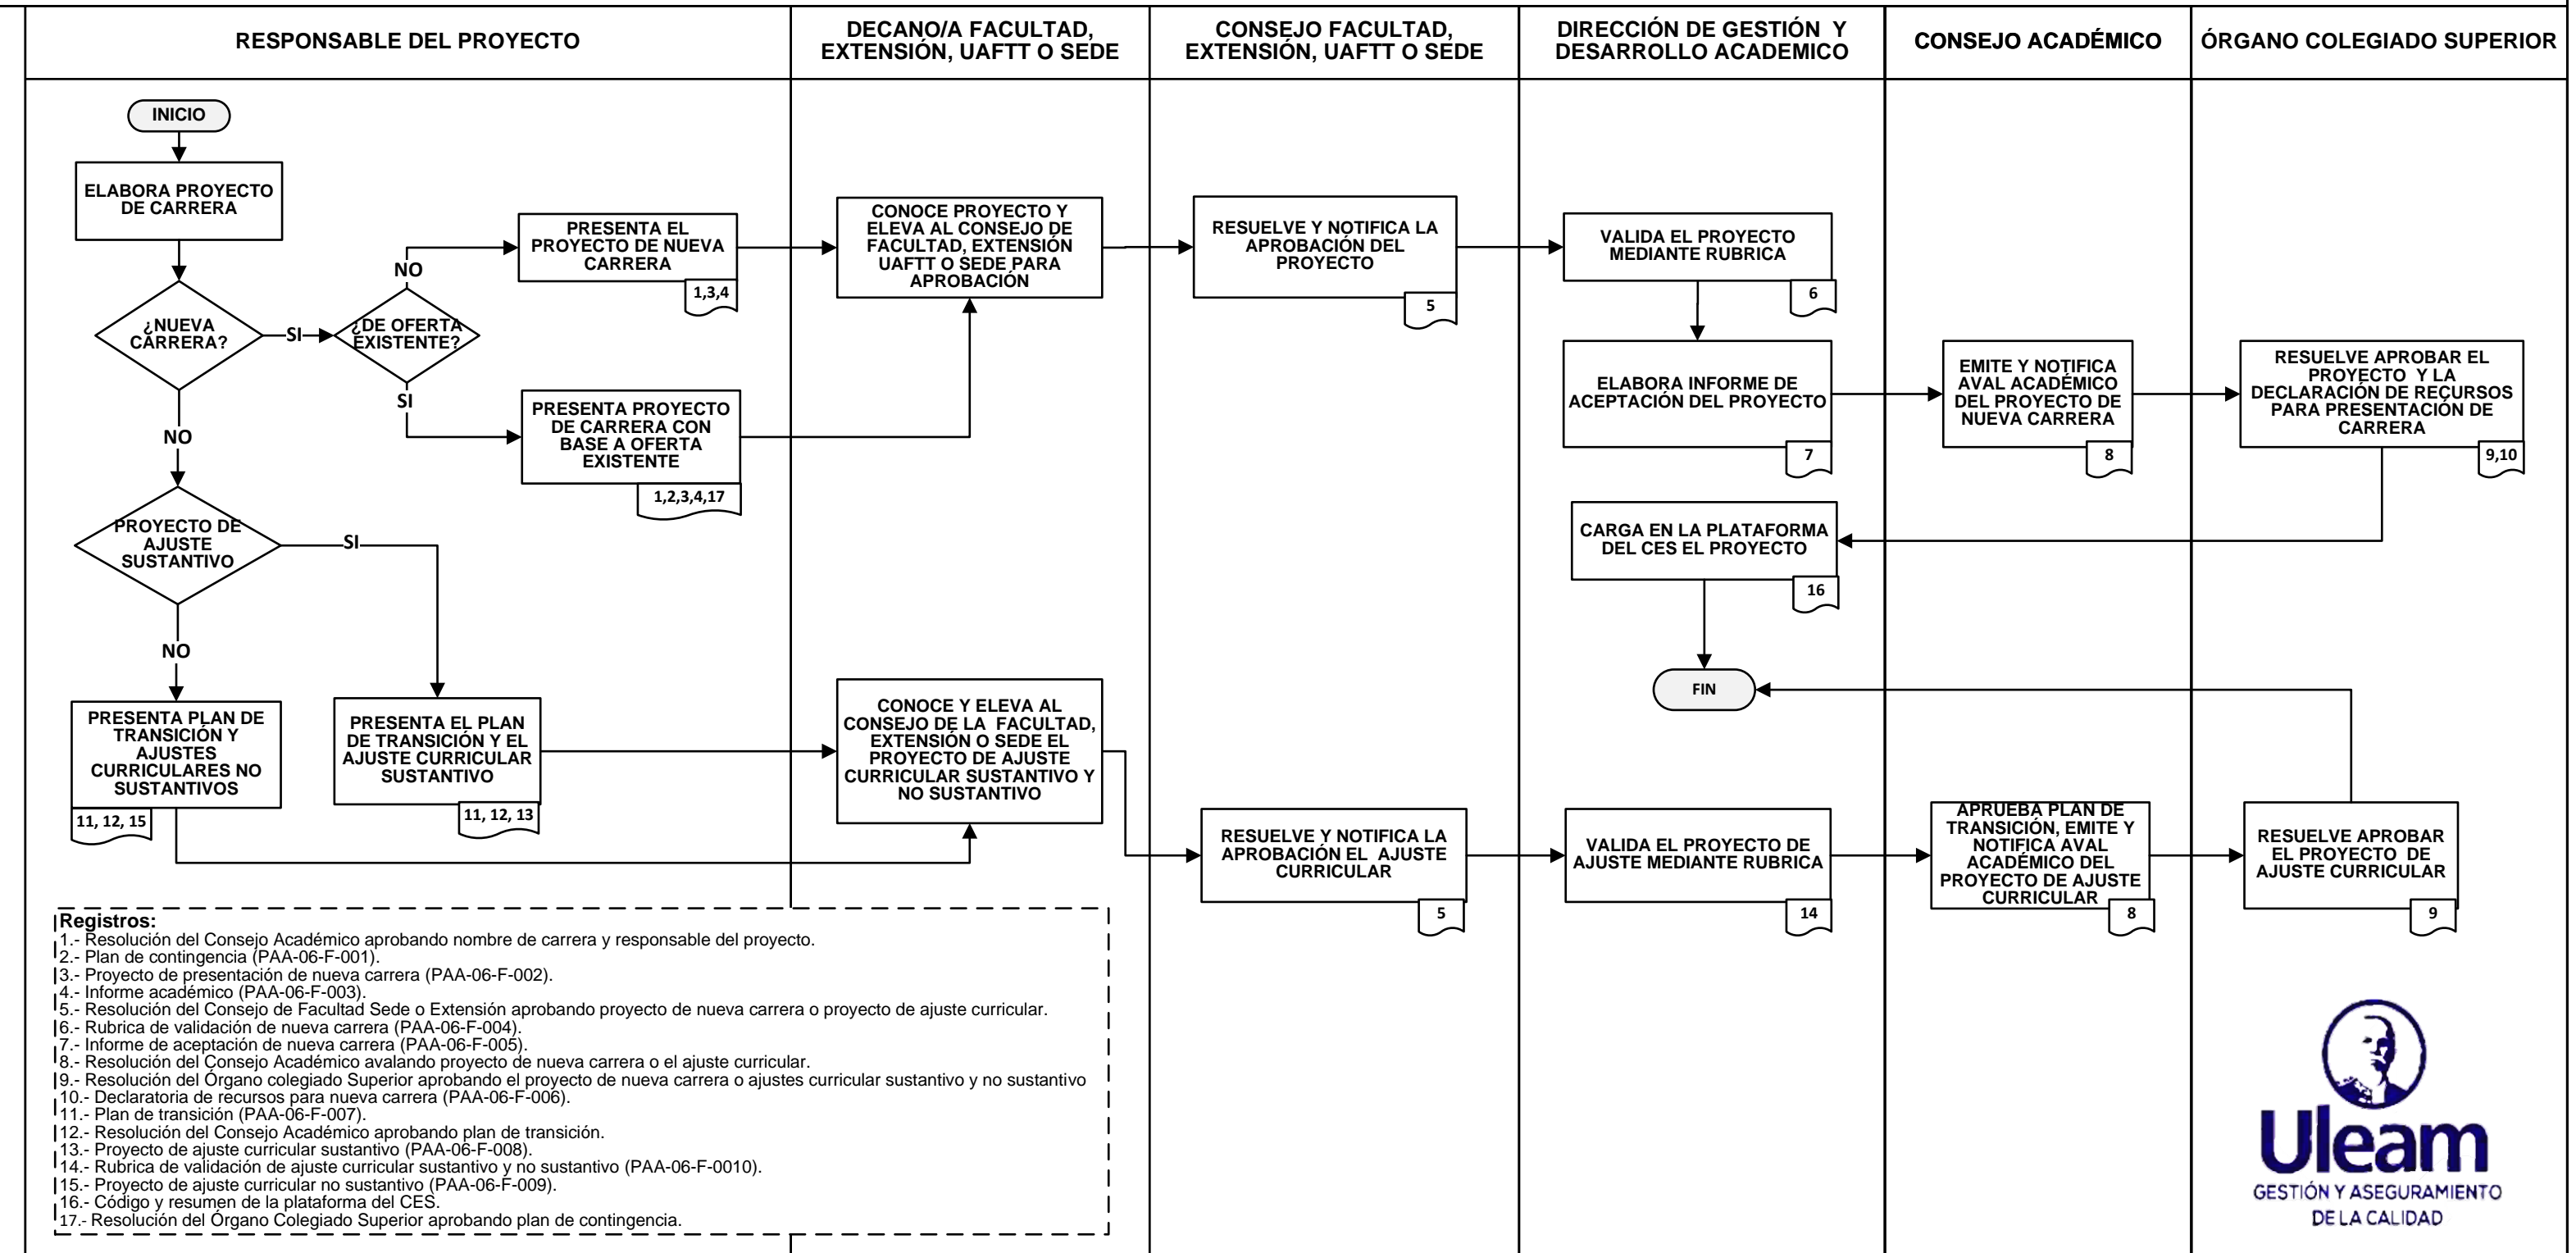 RESPONSABLE DEL PROYECTO
DECANO/A FACULTAD,
EXTENSIÓN, UAFTT O SEDE
CONSEJO FACULTAD,
EXTENSIÓN, UAFTT O SEDE
DIRECCIÓN DE GESTIÓN Y
DESARROLLO ACADEMICO
CONSEJO ACADÉMICO
ÓRGANO COLEGIADO SUPERIOR
INICIO
ELABORA PROYECTO
DE CARRERA
¿NUEVA
CARRERA?
SI
¿DE OFERTA
EXISTENTE?
NO
PRESENTA EL
PROYECTO DE NUEVA
CARRERA
1,3,4
SI
PRESENTA PROYECTO
DE CARRERA CON
BASE A OFERTA
EXISTENTE
1,2,3,4,17
CONOCE PROYECTO Y
ELEVA AL CONSEJO DE
FACULTAD, EXTENSIÓN
UAFTT O SEDE PARA
APROBACIÓN
RESUELVE Y NOTIFICA LA
APROBACIÓN DEL
PROYECTO
5
VALIDA EL PROYECTO
MEDIANTE RUBRICA
6
ELABORA INFORME DE
ACEPTACIÓN DEL PROYECTO
7
EMITE Y NOTIFICA
AVAL ACADÉMICO
DEL PROYECTO DE
NUEVA CARRERA
8
RESUELVE APROBAR EL
PROYECTO Y LA
DECLARACIÓN DE RECURSOS
PARA PRESENTACIÓN DE
CARRERA
9,10
CARGA EN LA PLATAFORMA
DEL CES EL PROYECTO
16
FIN
NO
PROYECTO DE
AJUSTE
SUSTANTIVO
SI
NO
PRESENTA PLAN DE
TRANSICIÓN Y
AJUSTES
CURRICULARES NO
SUSTANTIVOS
11, 12, 15
PRESENTA EL PLAN
DE TRANSICIÓN Y EL
AJUSTE CURRICULAR
SUSTANTIVO
11, 12, 13
CONOCE Y ELEVA AL
CONSEJO DE LA FACULTAD,
EXTENSIÓN O SEDE EL
PROYECTO DE AJUSTE
CURRICULAR SUSTANTIVO Y
NO SUSTANTIVO
RESUELVE Y NOTIFICA LA
APROBACIÓN EL AJUSTE
CURRICULAR
5
VALIDA EL PROYECTO DE
AJUSTE MEDIANTE RUBRICA
14
APRUEBA PLAN DE
TRANSICIÓN, EMITE Y
NOTIFICA AVAL
ACADÉMICO DEL
PROYECTO DE AJUSTE
CURRICULAR
8
RESUELVE APROBAR
EL PROYECTO DE
AJUSTE CURRICULAR
9
Registros:
1.- Resolución del Consejo Académico aprobando nombre de carrera y responsable del proyecto.
2.- Plan de contingencia (PAA-06-F-001).
3.- Proyecto de presentación de nueva carrera (PAA-06-F-002).
4.- Informe académico (PAA-06-F-003).
5.- Resolución del Consejo de Facultad Sede o Extensión aprobando proyecto de nueva carrera o proyecto de ajuste curricular.
6.- Rubrica de validación de nueva carrera (PAA-06-F-004).
7.- Informe de aceptación de nueva carrera (PAA-06-F-005).
8.- Resolución del Consejo Académico avalando proyecto de nueva carrera o el ajuste curricular.
9.- Resolución del Órgano colegiado Superior aprobando el proyecto de nueva carrera o ajustes curricular sustantivo y no sustantivo
10.- Declaratoria de recursos para nueva carrera (PAA-06-F-006).
11.- Plan de transición (PAA-06-F-007).
12.- Resolución del Consejo Académico aprobando plan de transición.
13.- Proyecto de ajuste curricular sustantivo (PAA-06-F-008).
14.- Rubrica de validación de ajuste curricular sustantivo y no sustantivo (PAA-06-F-0010).
15.- Proyecto de ajuste curricular no sustantivo (PAA-06-F-009).
16.- Código y resumen de la plataforma del CES.
17.- Resolución del Órgano Colegiado Superior aprobando plan de contingencia.
Uleam
GESTIÓN Y ASEGURAMIENTO
DE LA CALIDAD